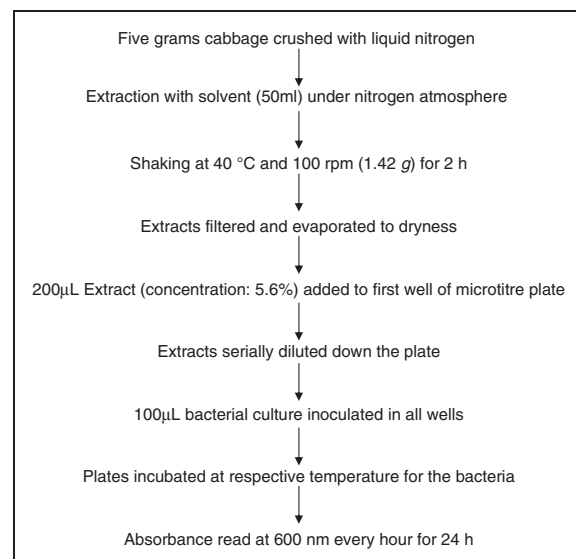 Five grams cabbage crushed with liquid nitrogen
Extraction with solvent (50ml) under nitrogen atmosphere
Shaking at 40 °C and 100 rpm (1.42 g) for 2 h
Extracts filtered and evaporated to dryness
200μL Extract (concentration: 5.6%) added to first well of microtitre plate
Extracts serially diluted down the plate
100μL bacterial culture inoculated in all wells
Plates incubated at respective temperature for the bacteria
Absorbance read at 600 nm every hour for 24 h